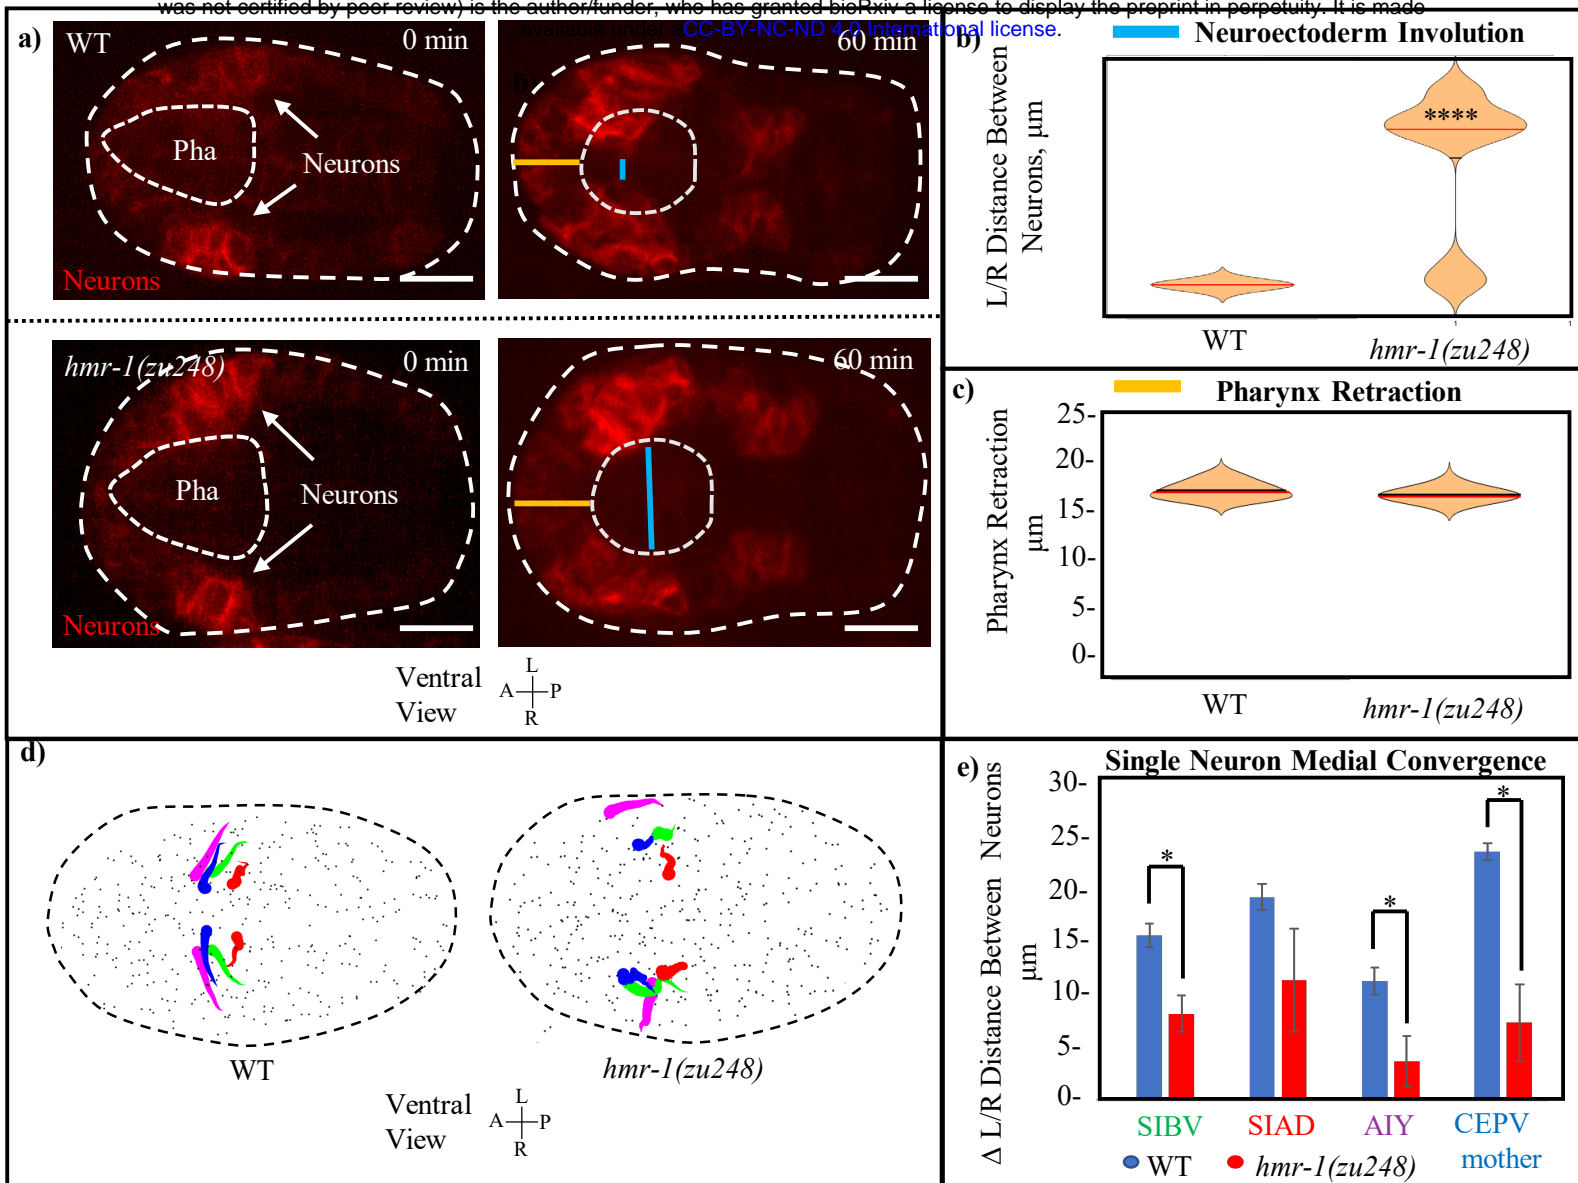 was not certified by peer review) is the author/funder, who has granted bioRxiv a license to display the preprint in perpetuity. It is made
available under a CC-BY-NC-ND 4.0 International license.
a)
WT
0 min
Pha
Neurons
Neurons
60 min
b)
hmr-1(zu248)
0 min
Pha
Neurons
Neurons
60 min
Ventral
View
L
A
P
R
b)
Neuroectoderm Involution
L/R Distance Between
Neurons, μm
****
WT
hmr-1(zu248)
1
1
c)
Pharynx Retraction
Pharynx Retraction
μm
25-
20-
15-
10-
5-
0-
WT
hmr-1(zu248)
d)
WT
hmr-1(zu248)
Ventral
View
L
A
P
R
e)
Single Neuron Medial Convergence
Δ L/R Distance Between Neurons
μm
30-
25-
20-
15-
10-
5-
0-
*
*
*
SIBV
SIAD
AIY
CEPV
mother
WT
hmr-1(zu248)